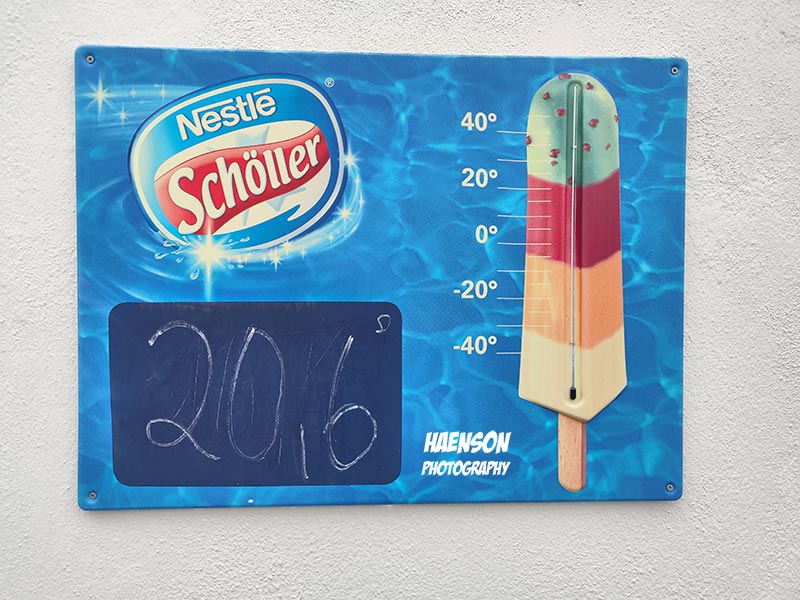 Nestlé
®
Schöller
40°
20°
0°
-20°
-40°
20,6°
HAENSON
PHOTOGRAPHY